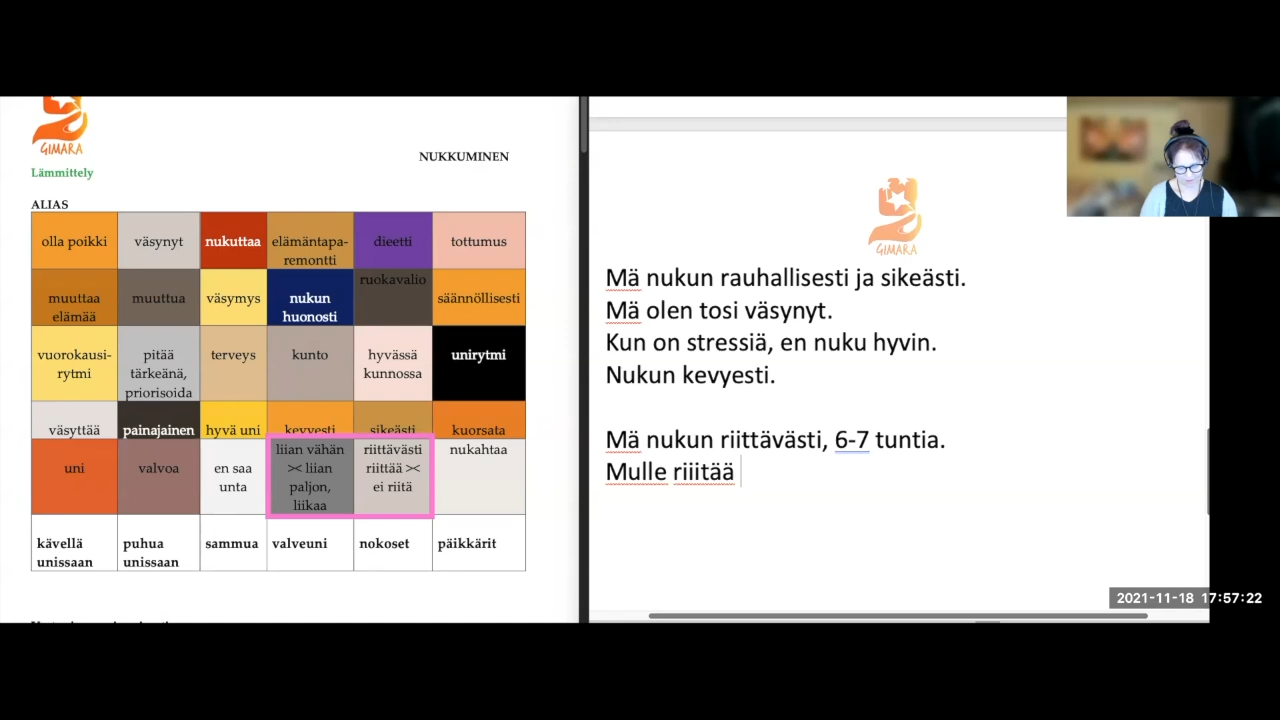 GIMARA
Lämmittely
NUKKUMINEN
ALIAS
olla poikki
väsynyt
nukuttaa
elämäntapa-
remontti
dieetti
tottumus
muuttaa
elämää
muuttua
väsymys
nukun
huonosti
ruokavalio
säännöllisesti
vuorokausi-
rytmi
pitää
tärkeänä,
priorisoida
terveys
kunto
hyvässä
kunnossa
unirytmi
väsyttää
painajainen
hyvä uni
kevyesti
sikeästi
kuorsata
uni
valvoa
en saa
unta
liian vähän
>< liian
paljon,
liikaa
riittävästi
riittää ><
ei riitä
nukahtaa
kävellä
unissaan
puhua
unissaan
sammua
valveuni
nokoset
päikkärit
GIMARA
Mä nukun rauhallisesti ja sikeästi.
Mä olen tosi väsynyt.
Kun on stressiä, en nuku hyvin.
Nukun kevyesti.
Mä nukun riittävästi, 6-7 tuntia.
Mulle riiitää
2021-11-18 17:57:22